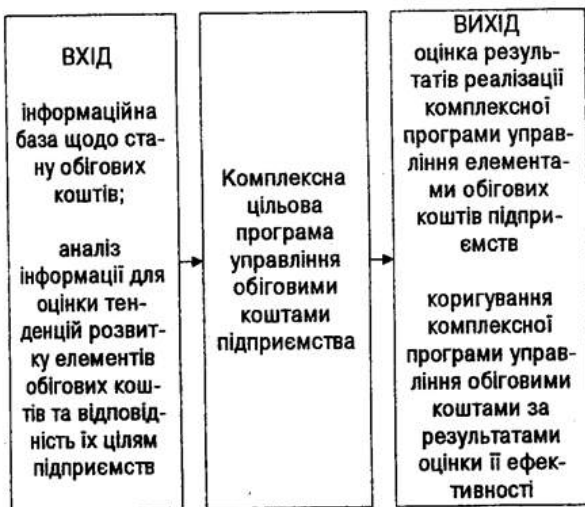 ВХІД
інформаційна
база щодо ста-
ну обігових
коштів;
аналіз
інформації для
оцінки тен-
денцій розвит-
ку елементів
обігових кош-
тів та відповід-
ність їх цілям
підприємств
Комплексна
цільова
програма
управління
обіговими
коштами
підприємства
ВИХІД
оцінка резуль-
татів реалізації
комплексної
програми управ-
ління елемента-
ми обігових
коштів підпри-
ємств
коригування
комплексної
програми управ-
ління обіговими
коштами за
результатами
оцінки її ефек-
тивності